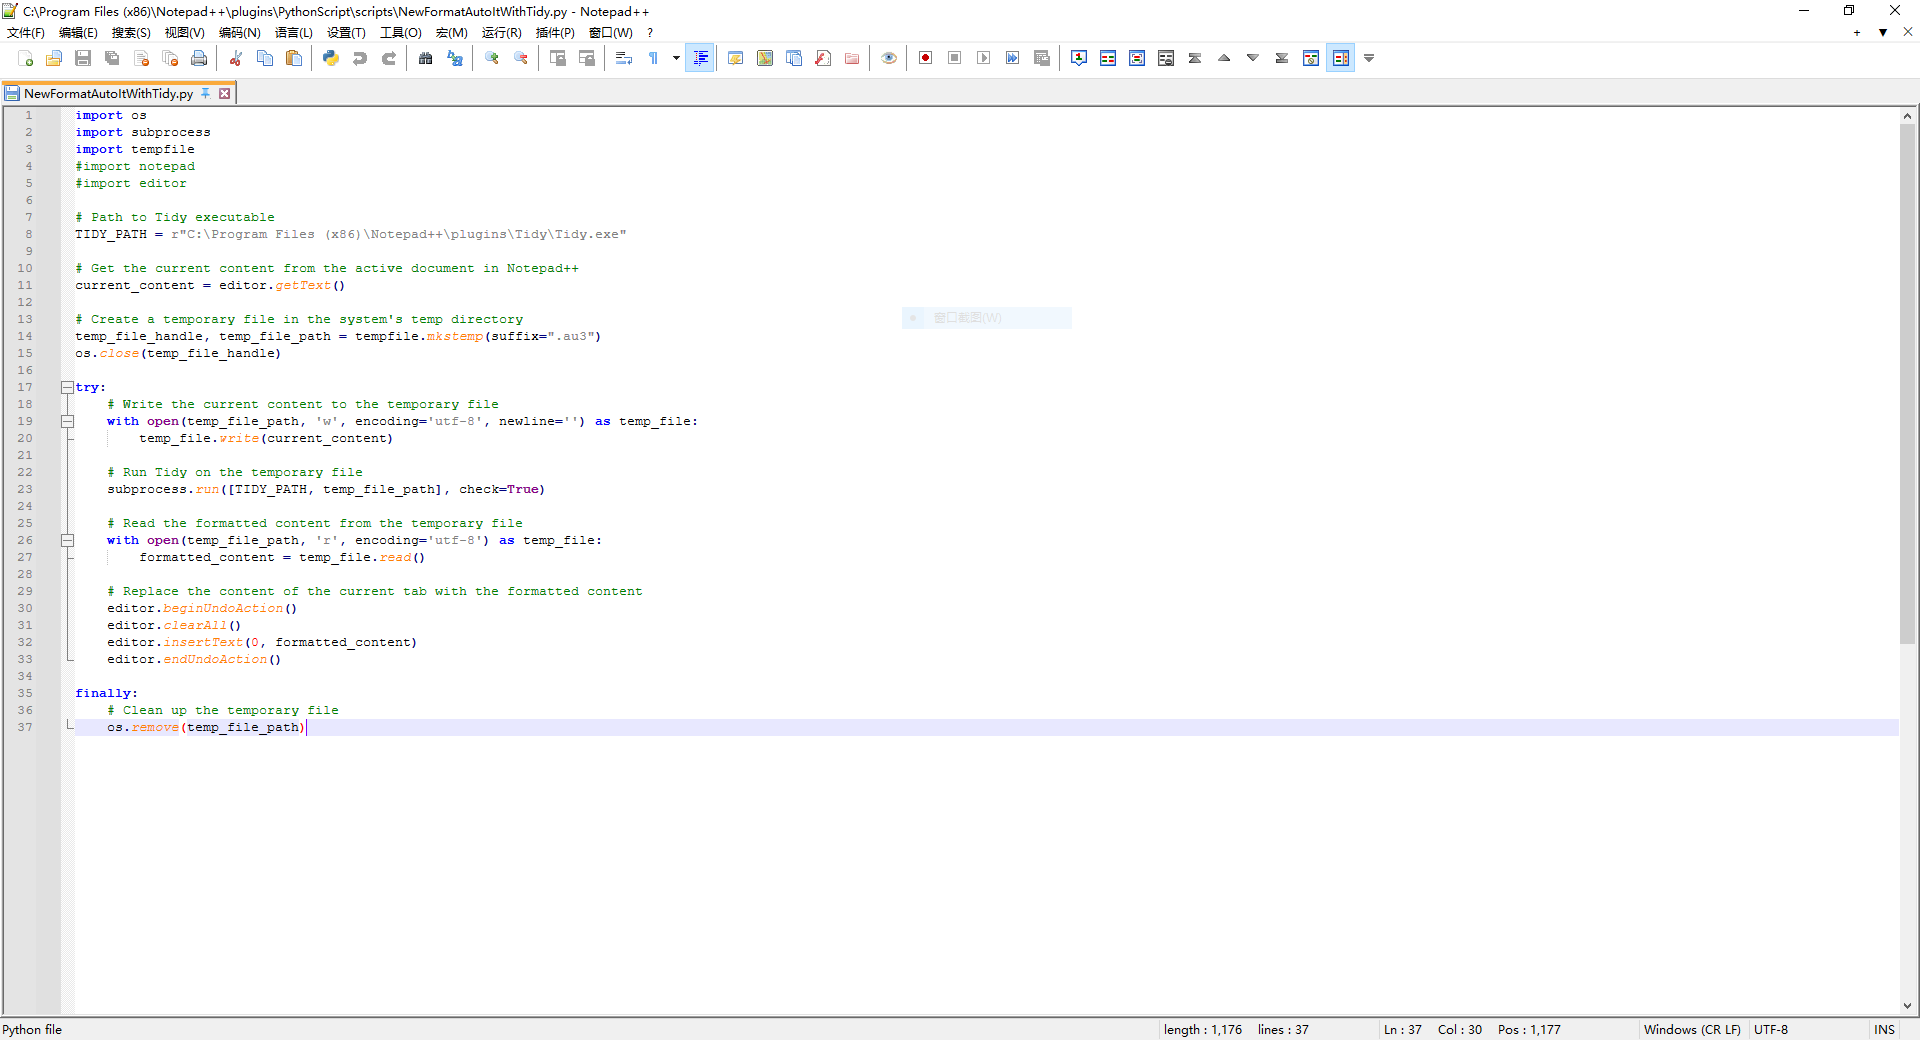 C:\Program Files (x86)\Notepad++\plugins\PythonScript\scripts\NewFormatAutoItWithTidy.py - Notepad++
文件(F) 编辑(E) 搜索(S) 视图(V) 编码(N) 语言(L) 设置(T) 工具(O) 宏(M) 运行(R) 插件(P) 窗口(W) ?
NewFormatAutoItWithTidy.py
1 import os
2 import subprocess
3 import tempfile
4 #import notepad
5 #import editor
6
7 # Path to Tidy executable
8 TIDY_PATH = r"C:\Program Files (x86)\Notepad++\plugins\Tidy\Tidy.exe"
9
10 # Get the current content from the active document in Notepad++
11 current_content = editor.getText()
12
13 # Create a temporary file in the system's temp directory
窗口截图(W)
14 temp_file_handle, temp_file_path = tempfile.mkstemp(suffix=".au3")
15 os.close(temp_file_handle)
16
17 try:
18     # Write the current content to the temporary file
19     with open(temp_file_path, 'w', encoding='utf-8', newline='') as temp_file:
20         temp_file.write(current_content)
21
22     # Run Tidy on the temporary file
23     subprocess.run([TIDY_PATH, temp_file_path], check=True)
24
25     # Read the formatted content from the temporary file
26     with open(temp_file_path, 'r', encoding='utf-8') as temp_file:
27         formatted_content = temp_file.read()
28
29     # Replace the content of the current tab with the formatted content
30     editor.beginUndoAction()
31     editor.clearAll()
32     editor.insertText(0, formatted_content)
33     editor.endUndoAction()
34
35 finally:
36     # Clean up the temporary file
37     os.remove(temp_file_path)
Python file length : 1,176 lines : 37 Ln : 37 Col : 30 Pos : 1,177 Windows (CR LF) UTF-8 INS